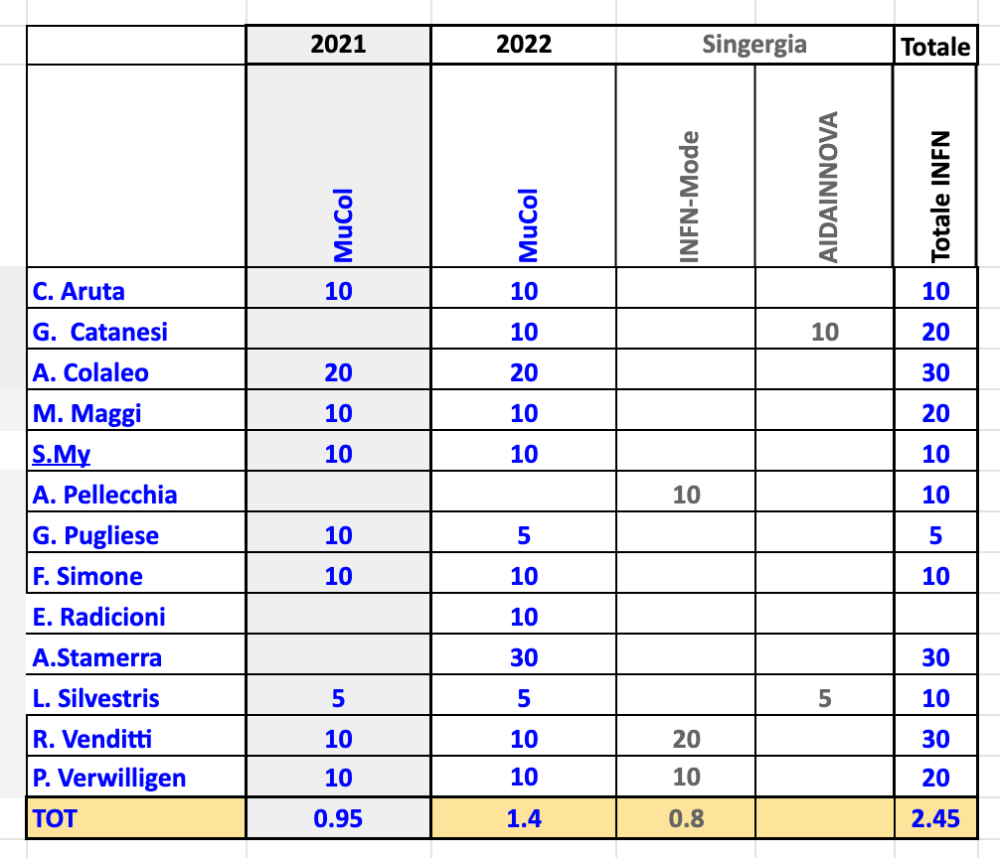 2021 2022 Singergia Totale
MuCol MuCol INFN-Mode AIDAINNOVA Totale INFN
C. Aruta 10 10 10
G. Catanesi 10 10 20
A. Colaleo 20 20 30
M. Maggi 10 10 20
S.My 10 10 10
A. Pellecchia 10 10
G. Pugliese 10 5 5
F. Simone 10 10 10
E. Radicioni 10
A.Stamerra 30 30
L. Silvestris 5 5 5 10
R. Venditti 10 10 20 30
P. Verwilligen 10 10 10 20
TOT 0.95 1.4 0.8 2.45